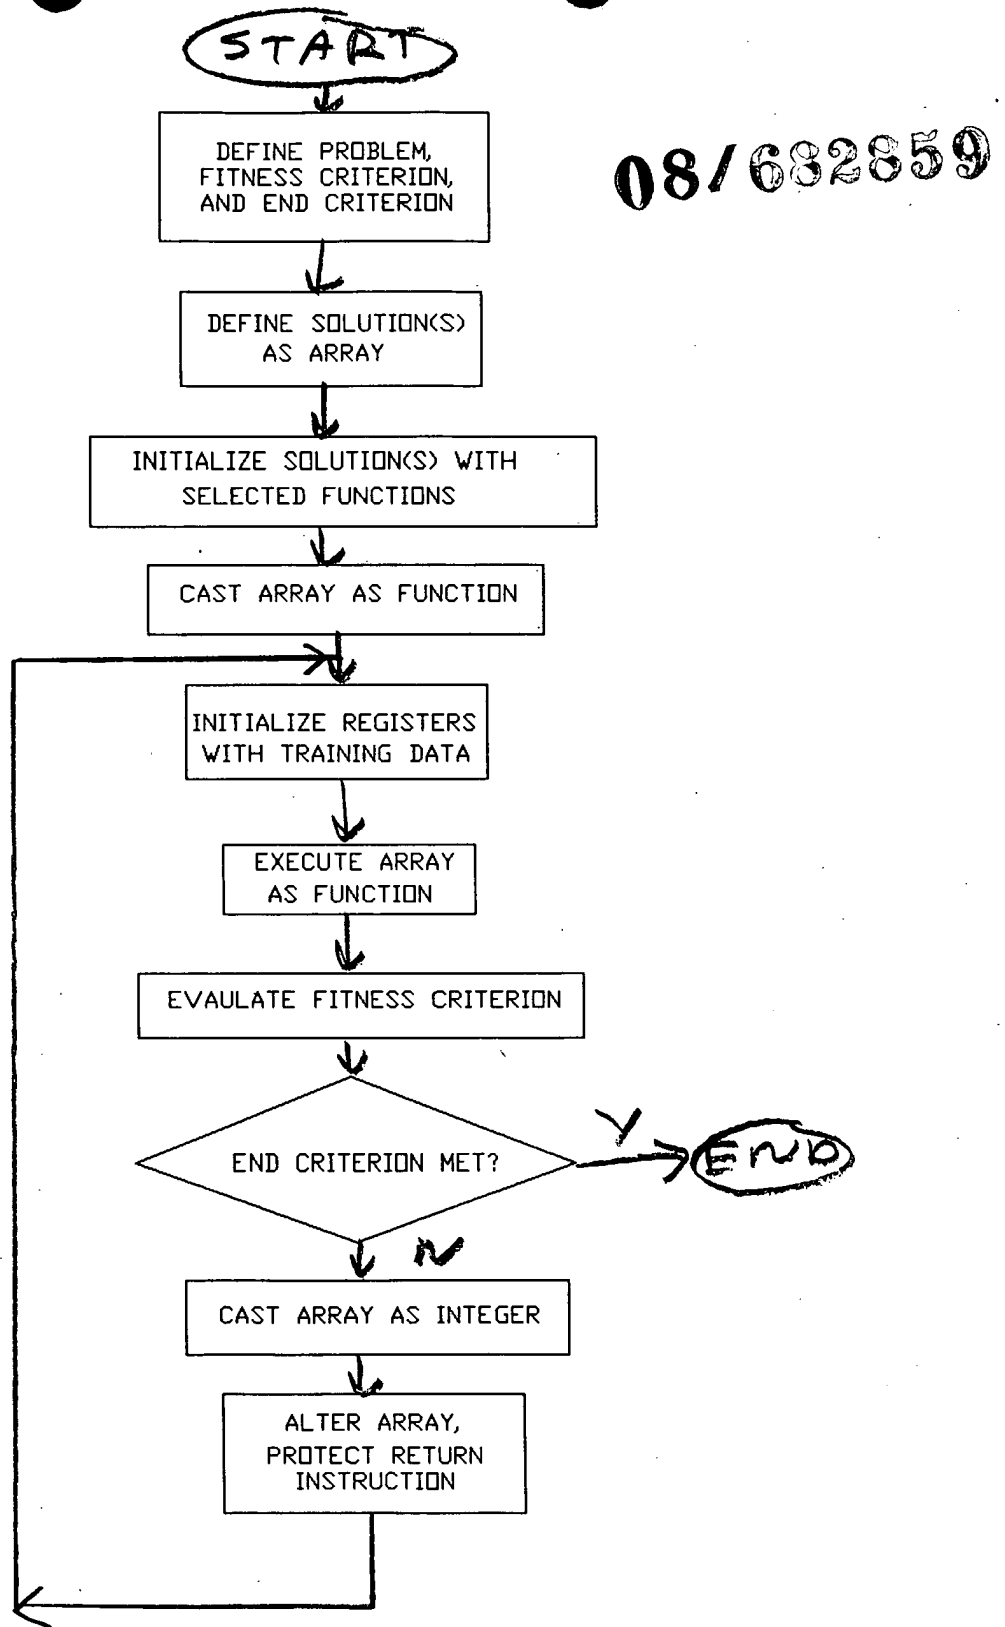 START
08/682859
DEFINE PROBLEM,
FITNESS CRITERION,
AND END CRITERION
DEFINE SOLUTION(S)
AS ARRAY
INITIALIZE SOLUTION(S) WITH
SELECTED FUNCTIONS
CAST ARRAY AS FUNCTION
INITIALIZE REGISTERS
WITH TRAINING DATA
EXECUTE ARRAY
AS FUNCTION
EVAULATE FITNESS CRITERION
END CRITERION MET?
Y
END
N
CAST ARRAY AS INTEGER
ALTER ARRAY,
PROTECT RETURN
INSTRUCTION